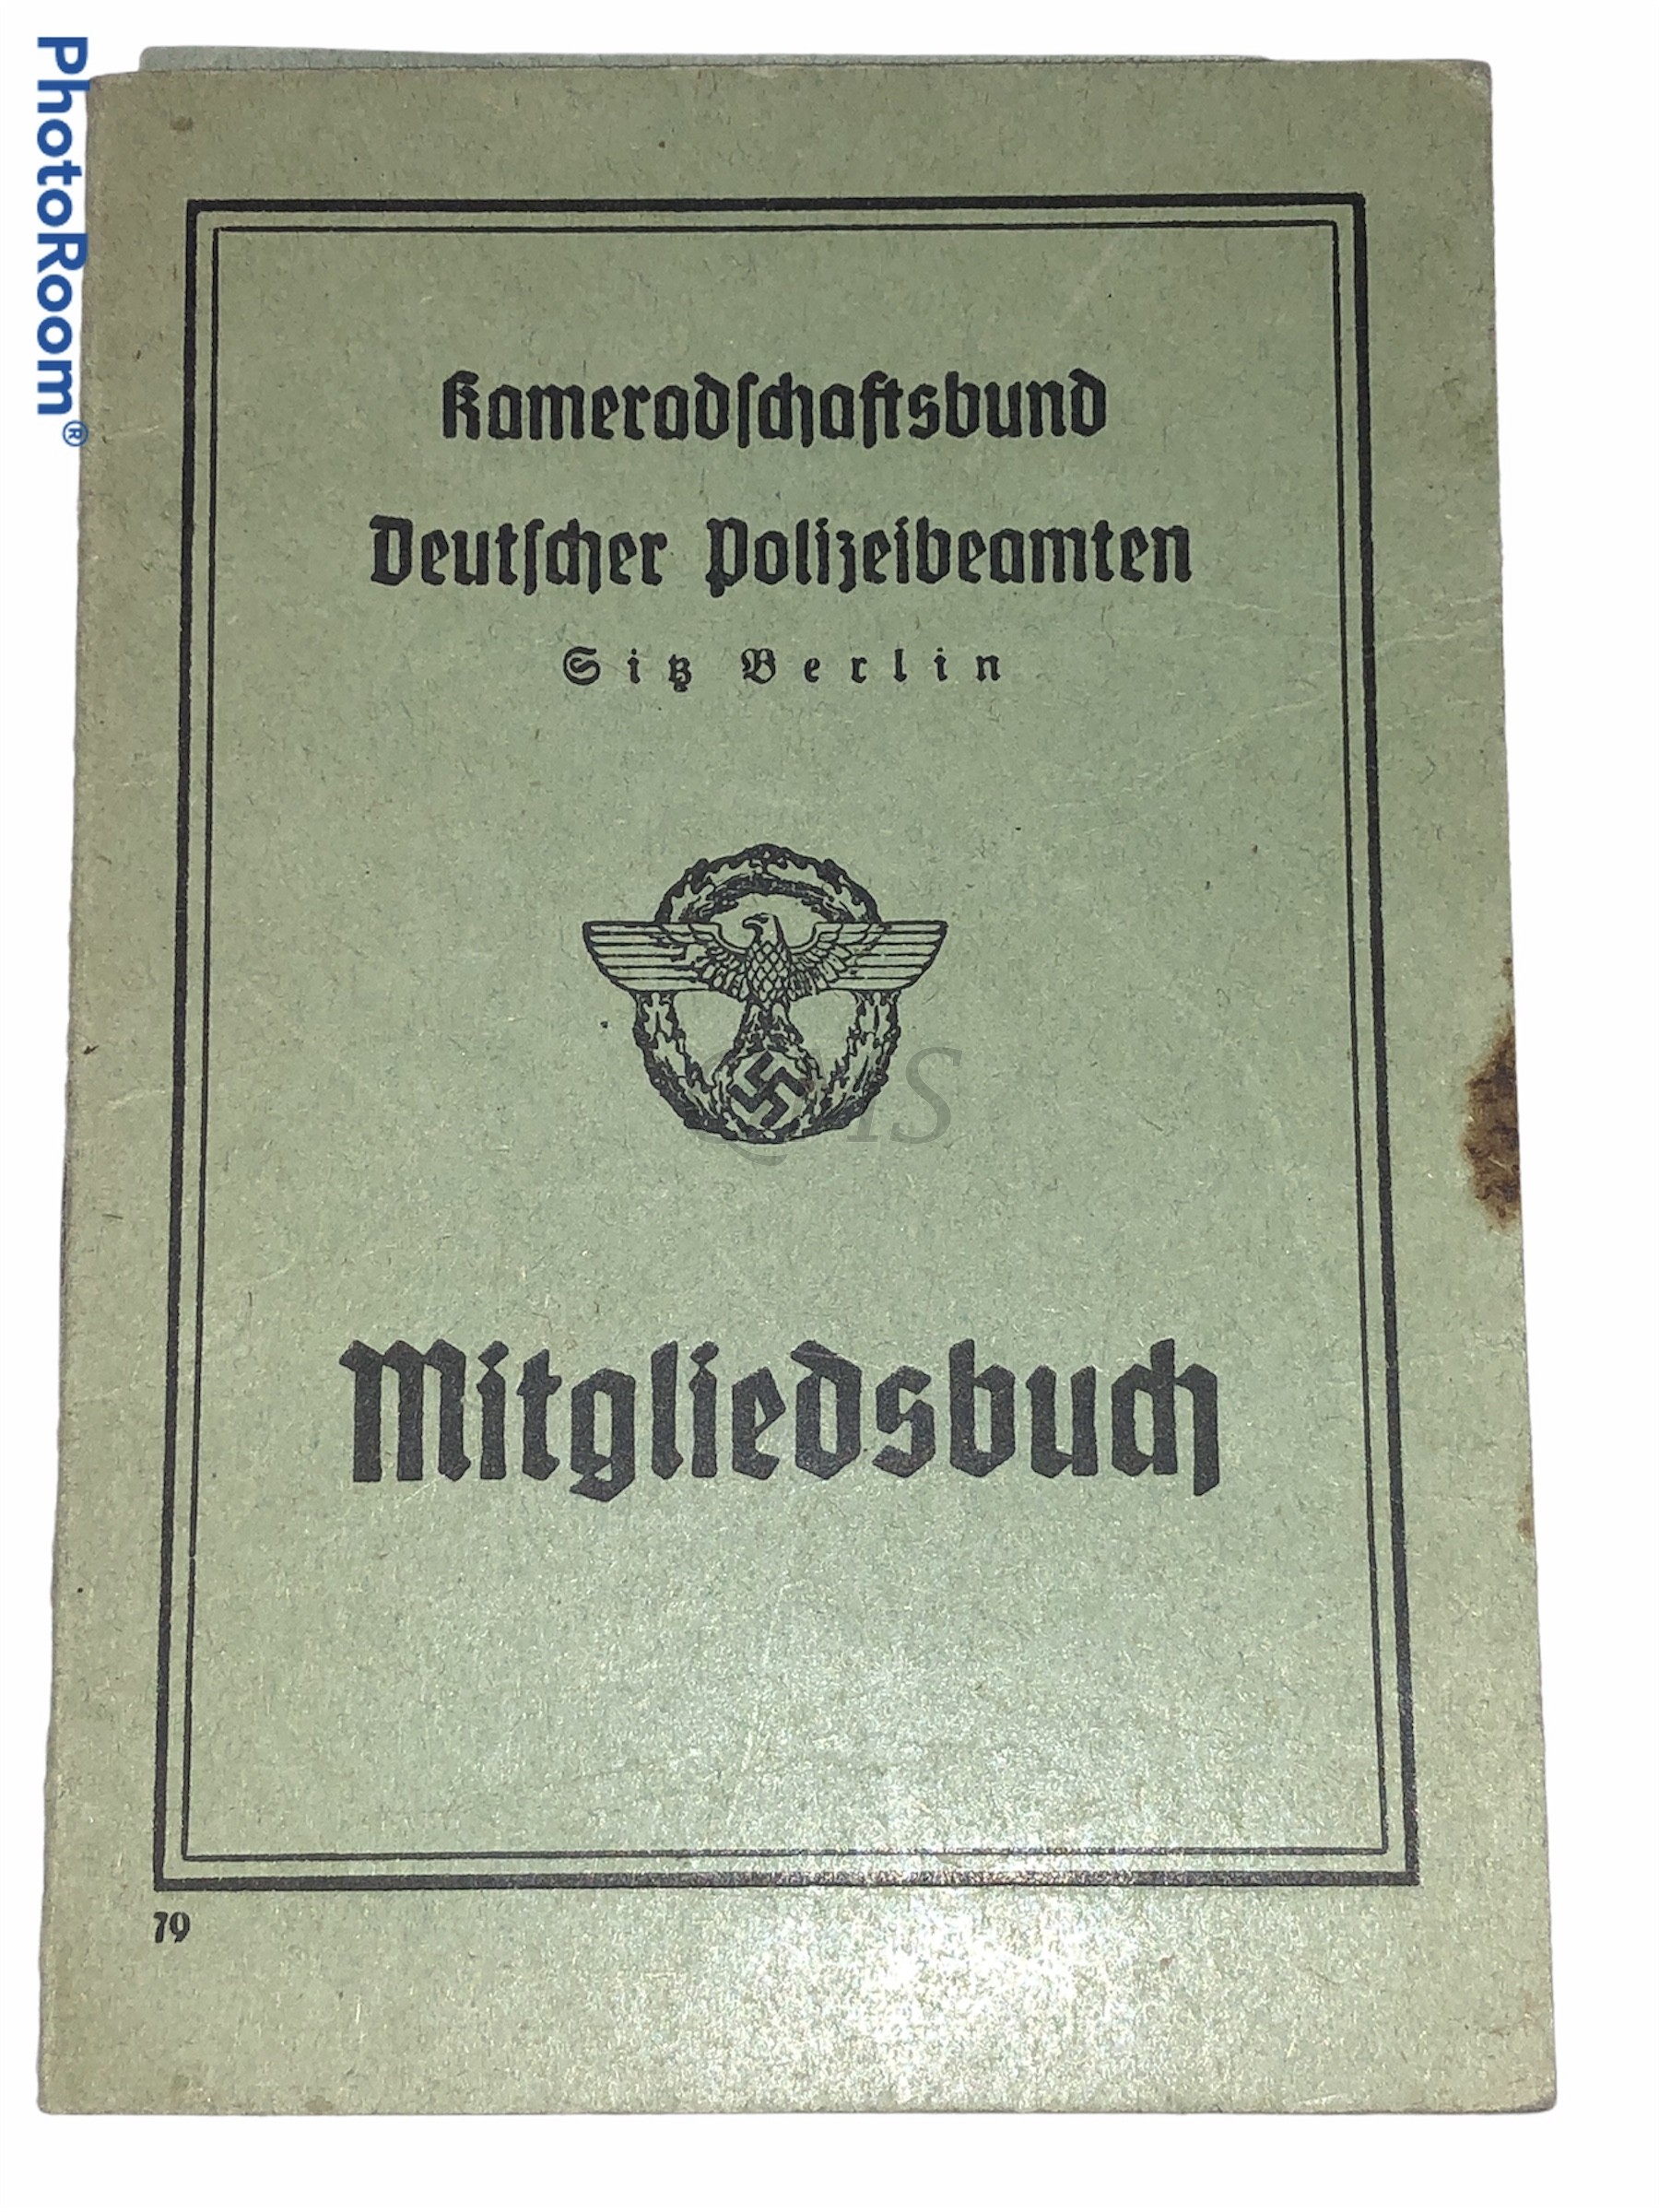 PhotoRoom®
Kameradschaftsbund
Deutscher Polizeibeamten
Sitz Berlin
Mitgliedsbuch
79